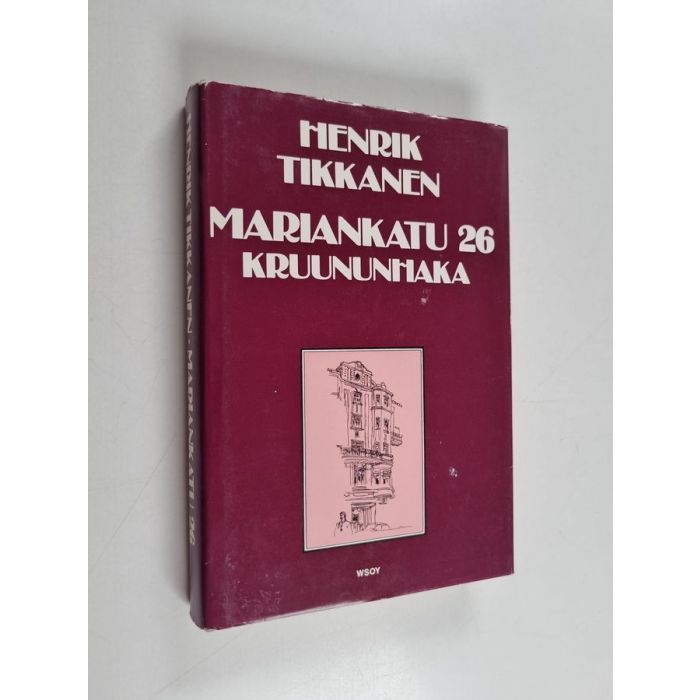 HENRIK
TIKKANEN
MARIANKATU 26
KRUUNUNHAKA
WSOY
HENRIK TIKKANEN · MARIANKATU 26